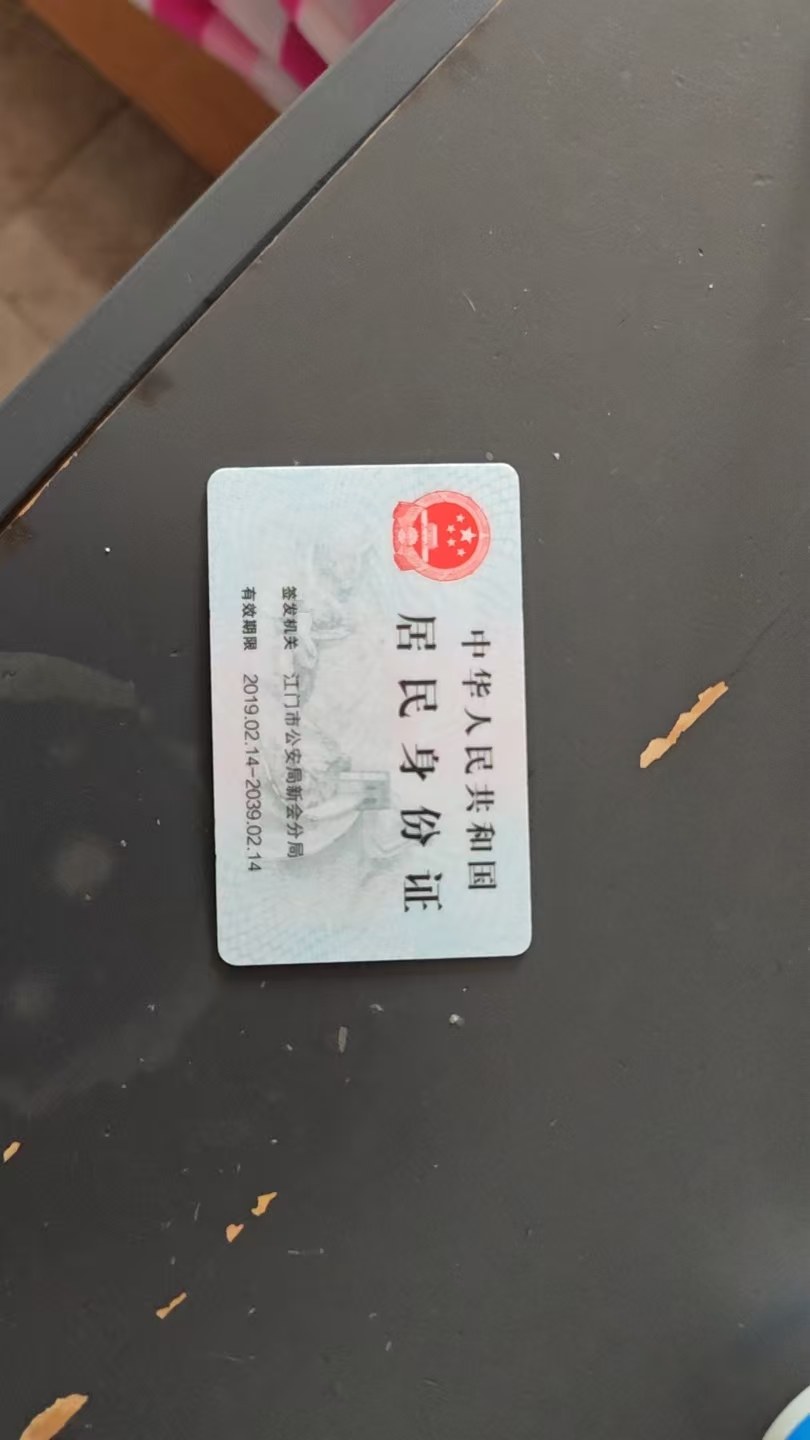 中华人民共和国
居民身份证
签发机关 江门市公安局新会分局
有效期限 2019.02.14-2039.02.14